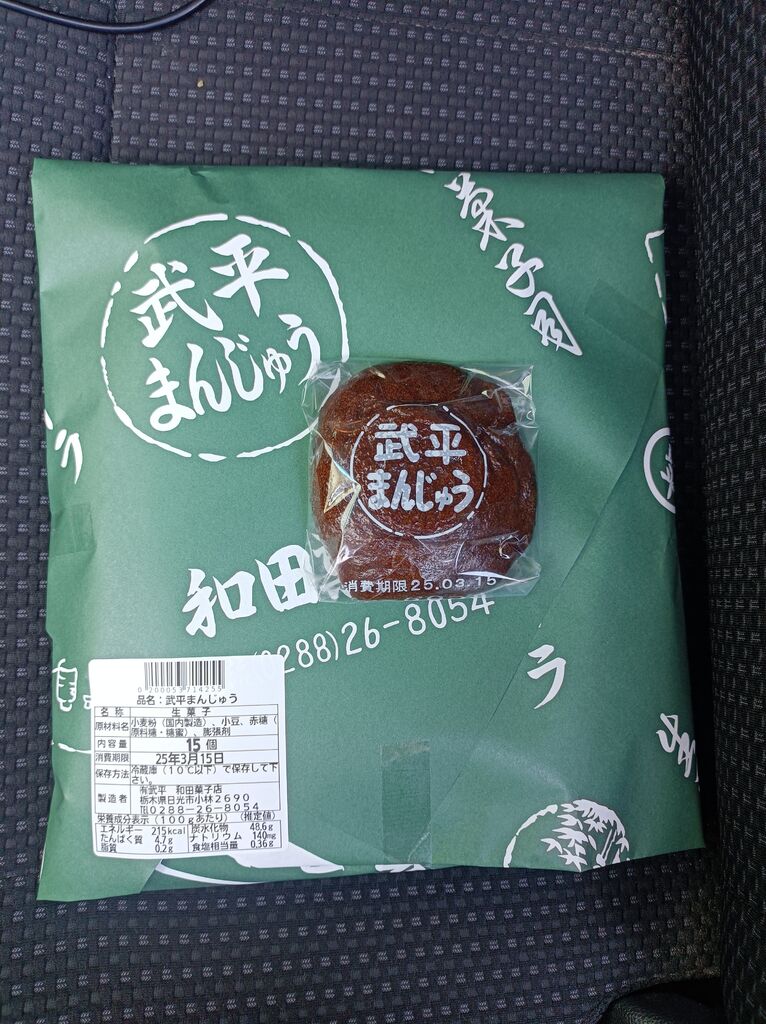 菓子司
武平
まんじゅう
武平
まんじゅう
消費期限25.03.15
和田
288)26-8054
ラ
0200053714255
品名：武平まんじゅう
名称 生菓子
原材料名 小麦粉（国内製造）、小豆、赤糖（
原料糖・糖蜜）、膨張剤
内容量 15個
消費期限 25年3月15日
保存方法 冷蔵庫（10℃以下）で保存して下
さい。
製造者 ㈲武平 和田菓子店
栃木県日光市小林2690
TEL0288-26-8054
栄養成分表示（100gあたり）（推定値）
エネルギー 215kcal 炭水化物 48.6g
たんぱく質 4.7g ナトリウム 140mg
脂質 0.2g 食塩相当量 0.36g